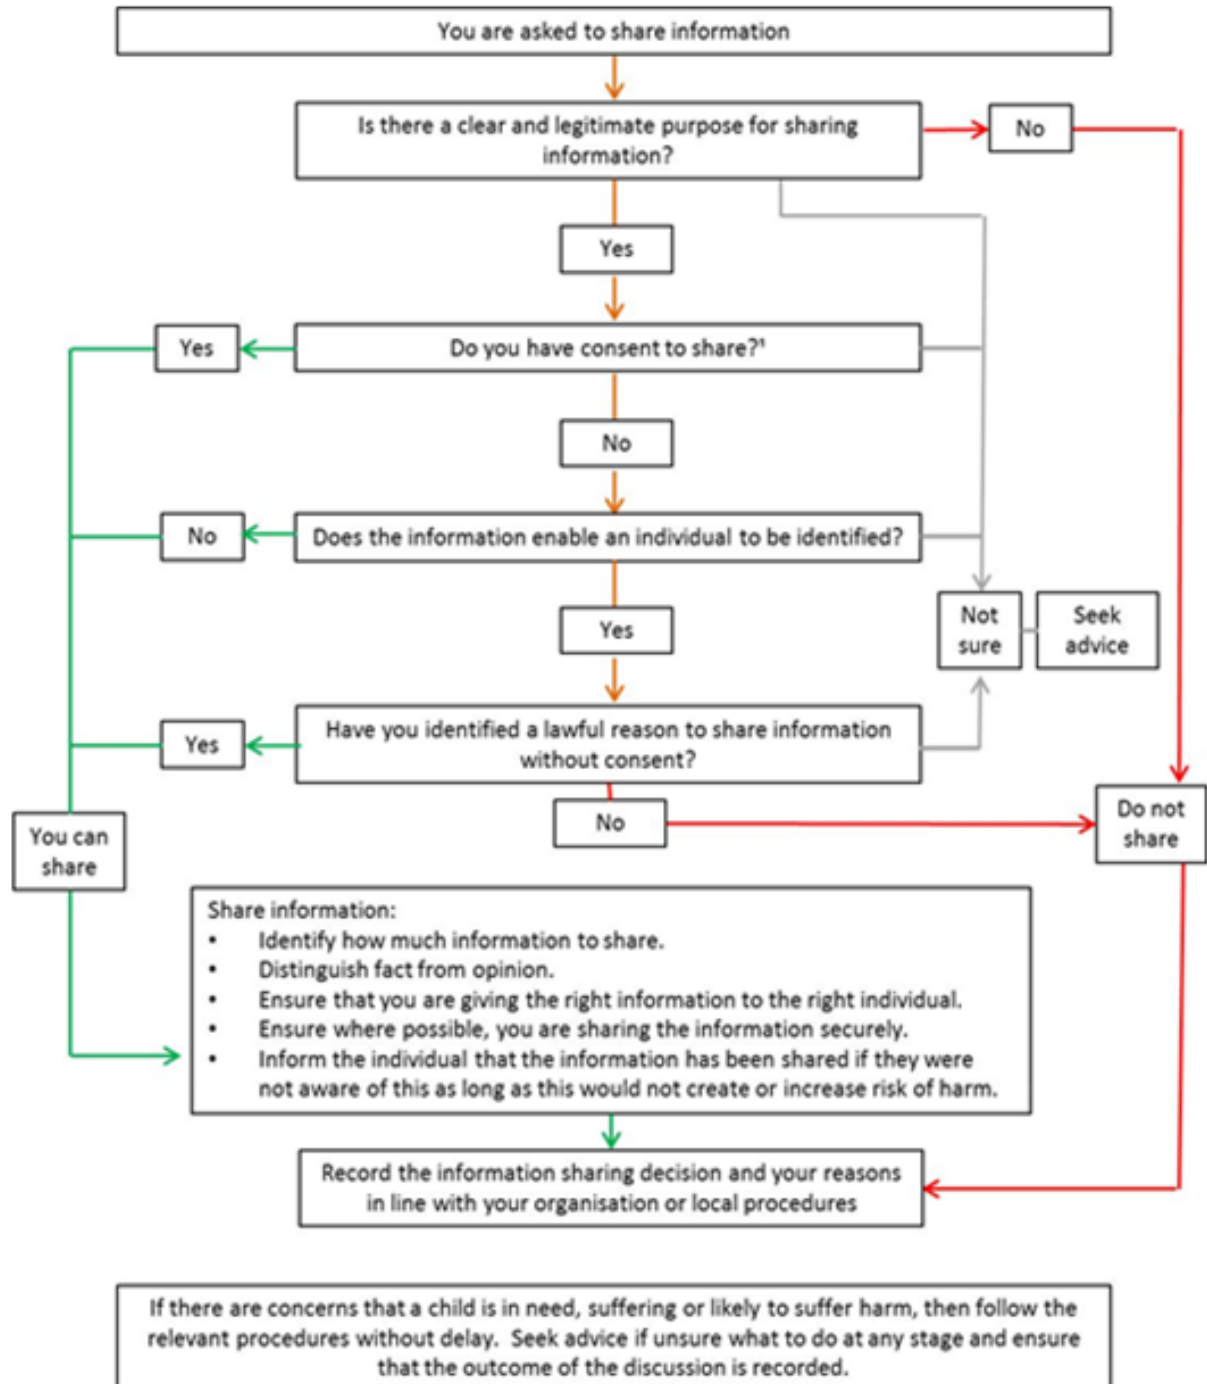 You are asked to share information
Is there a clear and legitimate purpose for sharing
information?
No
Yes
Yes
Do you have consent to share?¹
No
No
Does the information enable an individual to be identified?
Yes
Not
sure
Seek
advice
Yes
Have you identified a lawful reason to share information
without consent?
No
Do not
share
You can
share
Share information:
• Identify how much information to share.
• Distinguish fact from opinion.
• Ensure that you are giving the right information to the right individual.
• Ensure where possible, you are sharing the information securely.
• Inform the individual that the information has been shared if they were
not aware of this as long as this would not create or increase risk of harm.
Record the information sharing decision and your reasons
in line with your organisation or local procedures
If there are concerns that a child is in need, suffering or likely to suffer harm, then follow the
relevant procedures without delay. Seek advice if unsure what to do at any stage and ensure
that the outcome of the discussion is recorded.